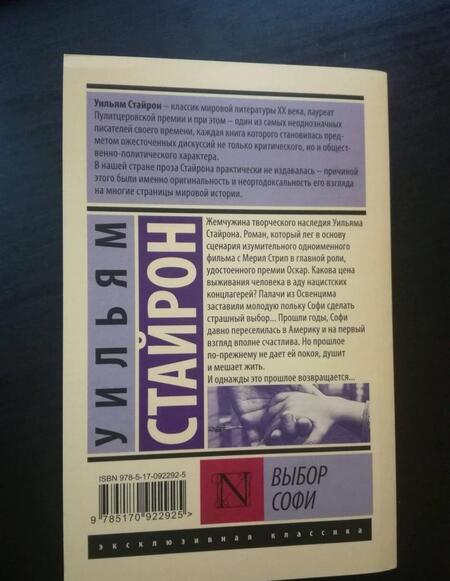 Уильям Стайрон – классик мировой литературы XX века, лауреат
Пулитцеровской премии и при этом – один из самых неоднозначных
писателей своего времени, каждая книга которого становилась пред-
метом ожесточенных дискуссий не только критического, но и общест-
венно-политического характера.
В нашей стране проза Стайрона практически не издавалась – причиной
этого были именно оригинальность и неортодоксальность его взгляда
на многие страницы мировой истории.
УИЛЬЯМ
СТАЙРОН
Жемчужина творческого наследия Уильяма
Стайрона. Роман, который лег в основу
сценария изумительного одноименного
фильма с Мерил Стрип в главной роли,
удостоенного премии Оскар. Какова цена
выживания человека в аду нацистских
концлагерей? Палачи из Освенцима
заставили молодую польку Софи сделать
страшный выбор... Прошли годы, Софи
давно переселилась в Америку и на первый
взгляд вполне счастлива. Но прошлое
по-прежнему не дает ей покоя, душит
и мешает жить.
И однажды это прошлое возвращается...
ISBN 978-5-17-092292-5
9 785170 922925 >
N
ВЫБОР
СОФИ
эксклюзивная классика